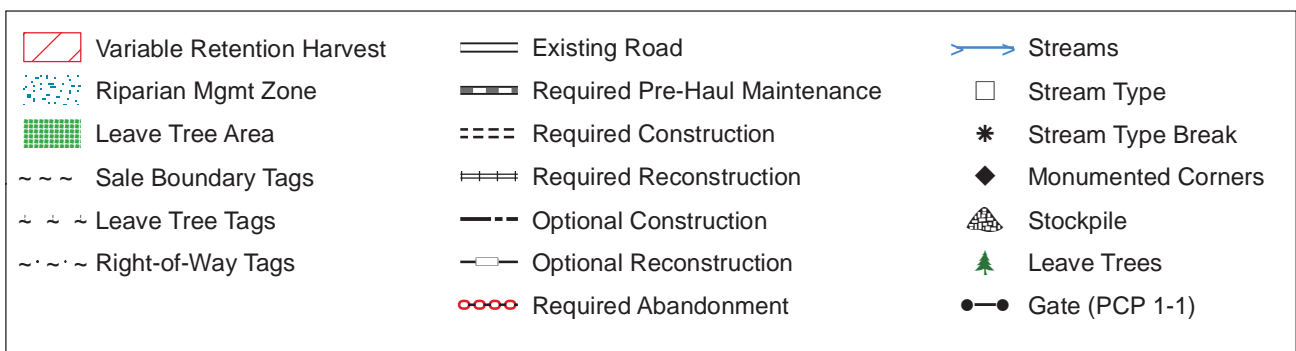 Variable Retention Harvest
Riparian Mgmt Zone
Leave Tree Area
Sale Boundary Tags
Leave Tree Tags
Right-of-Way Tags
Existing Road
Required Pre-Haul Maintenance
Required Construction
Required Reconstruction
Optional Construction
Optional Reconstruction
Required Abandonment
Streams
Stream Type
Stream Type Break
Monumented Corners
Stockpile
Leave Trees
Gate (PCP 1-1)